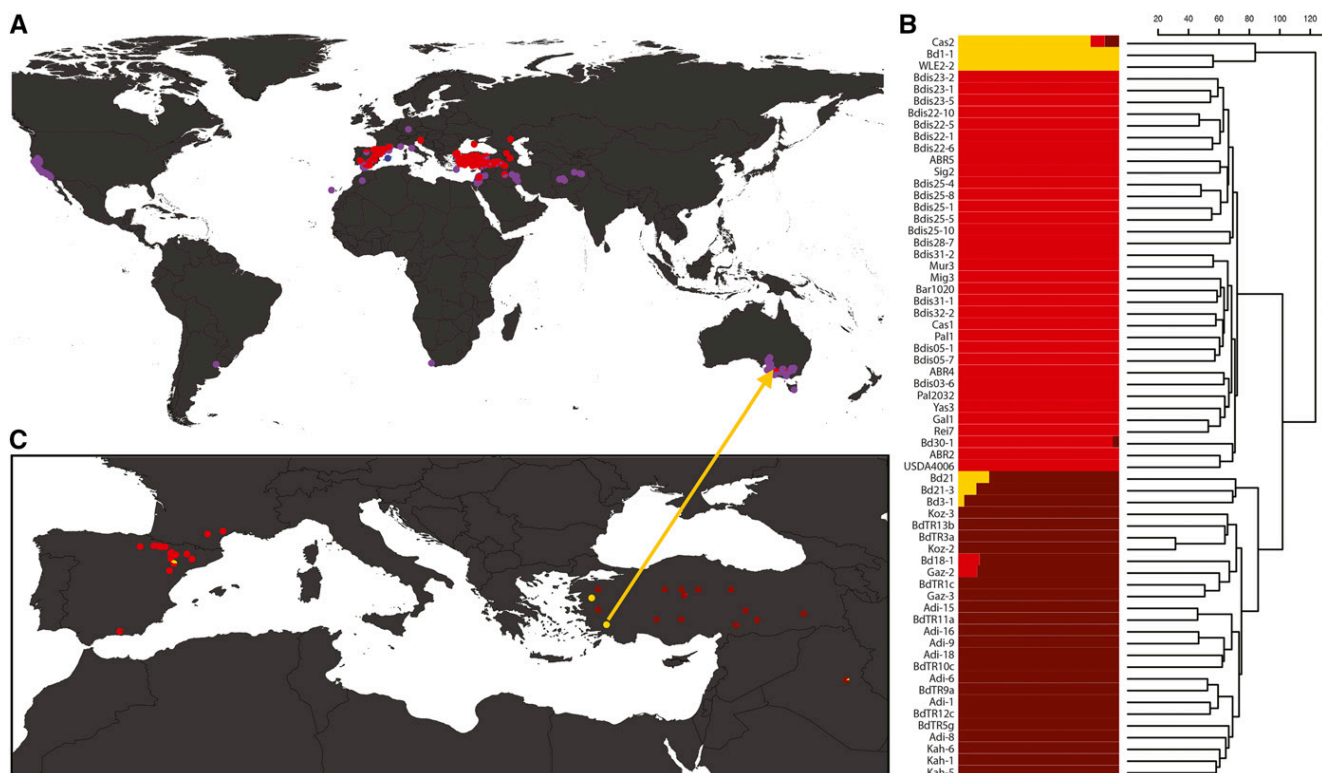 A
B
20 40 60 80 100 120
Cas2
Bd1-1
WLE2-2
Bdis23-2
Bdis23-1
Bdis23-5
Bdis22-10
Bdis22-5
Bdis22-1
Bdis22-6
ABR5
Sig2
Bdis25-4
Bdis25-8
Bdis25-1
Bdis25-5
Bdis25-10
Bdis28-7
Bdis31-2
Mur3
Mig3
Bar1020
Bdis31-1
Bdis32-2
Cas1
Pal1
Bdis05-1
Bdis05-7
ABR4
Bdis03-6
Pal2032
Yas3
Gal1
Rei7
Bd30-1
ABR2
USDA4006
Bd21
Bd21-3
Bd3-1
Koz-3
BdTR13b
BdTR3a
Koz-2
Bd18-1
Gaz-2
BdTR1c
Gaz-3
Adi-15
BdTR11a
Adi-16
Adi-9
Adi-18
BdTR10c
Adi-6
BdTR9a
Adi-1
BdTR12c
BdTR5g
Adi-8
Kah-6
Kah-1
Kah-5
C